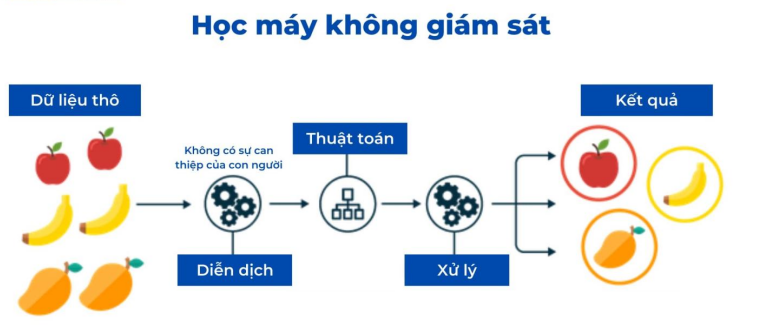 Học máy không giám sát
Dữ liệu thô
Kết quả
Thuật toán
Không có sự can
thiệp của con người
Diễn dịch
Xử lý